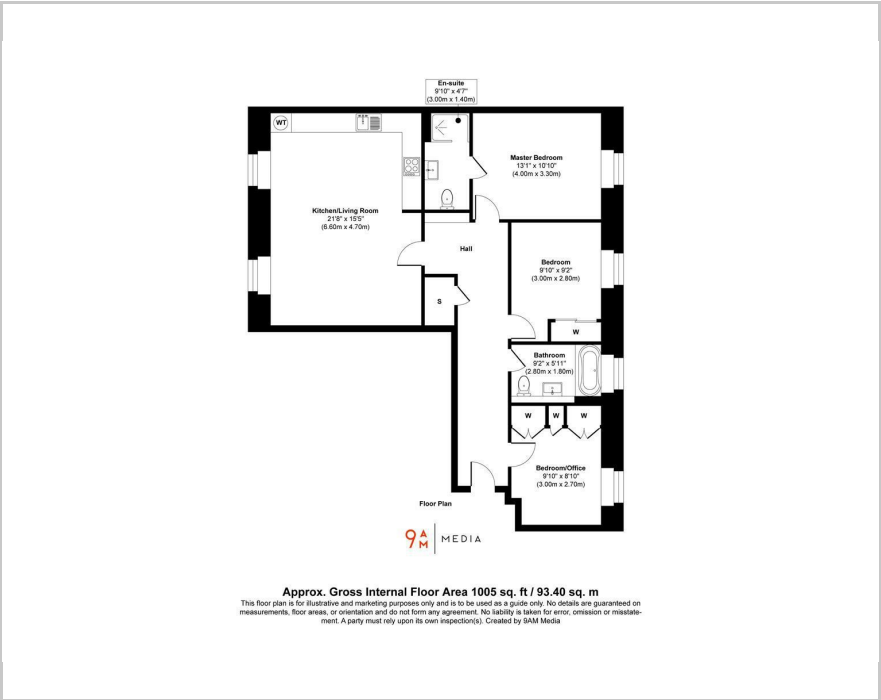 En-suite
9'10" x 4'7"
(3.00m x 1.40m)
WT
Master Bedroom
13'1" x 10'10"
(4.00m x 3.30m)
Kitchen/Living Room
21'8" x 15'5"
(6.60m x 4.70m)
Hall
Bedroom
9'10" x 9'2"
(3.00m x 2.80m)
S
W
Bathroom
9'2" x 5'11"
(2.80m x 1.80m)
W
W
W
Bedroom/Office
9'10" x 8'10"
(3.00m x 2.70m)
Floor Plan
9AM MEDIA
Approx. Gross Internal Floor Area 1005 sq. ft / 93.40 sq. m
This floor plan is for illustrative and marketing purposes only and is to be used as a guide only. No details are guaranteed on
measurements, floor areas, or orientation and do not form any agreement. No liability is taken for error, omission or misstate-
ment. A party must rely upon its own inspection(s). Created by 9AM Media